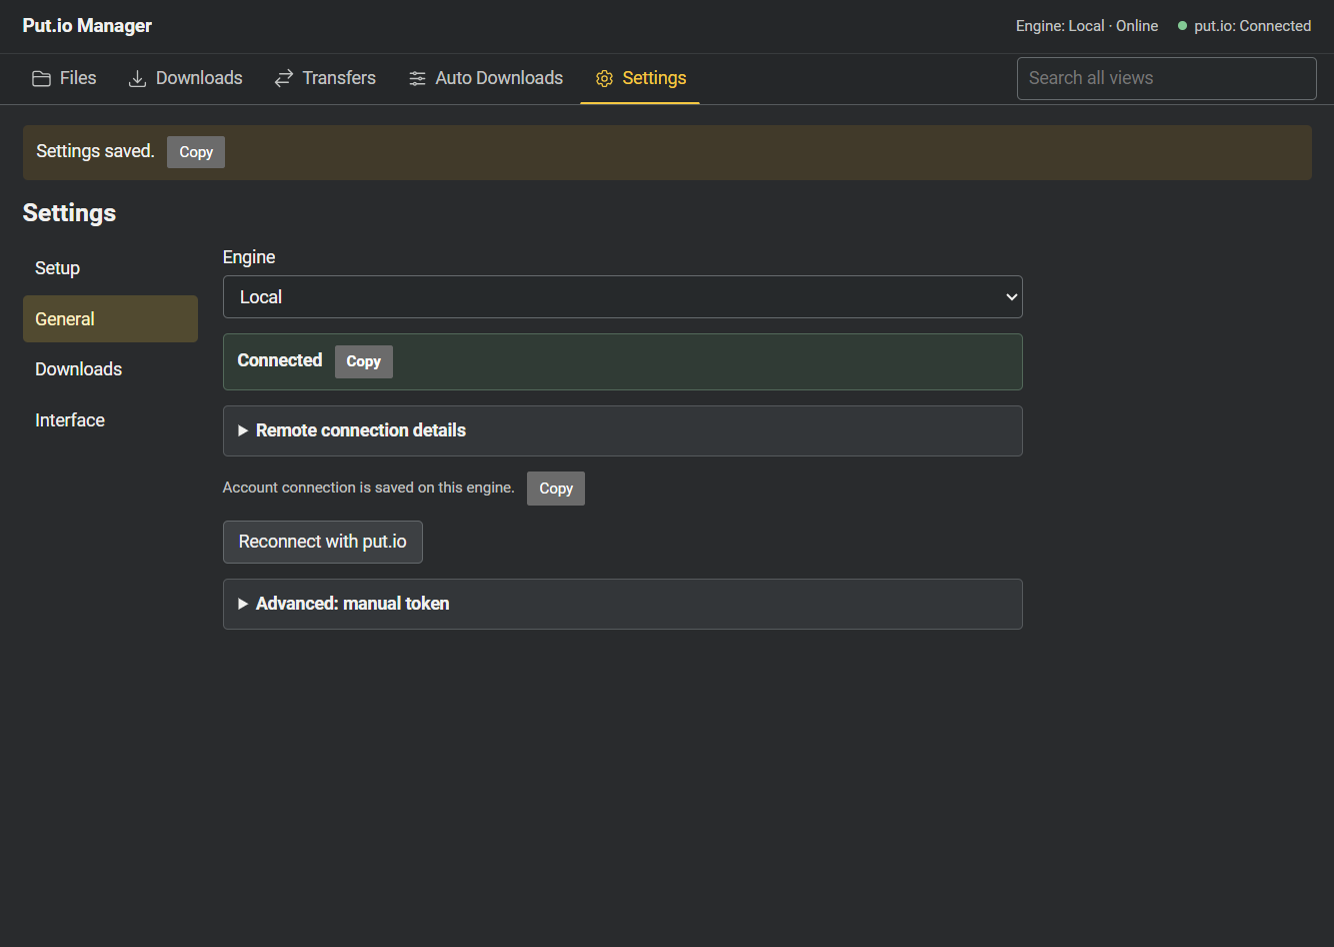 Put.io Manager
Engine: Local · Online
put.io: Connected
Files
Downloads
Transfers
Auto Downloads
Settings
Search all views
Settings saved.
Copy
Settings
Setup
General
Downloads
Interface
Engine
Local
Connected
Copy
Remote connection details
Account connection is saved on this engine.
Copy
Reconnect with put.io
Advanced: manual token